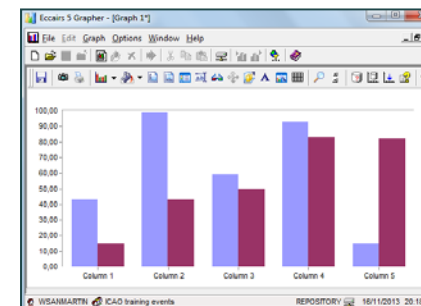 Eccairs 5 Grapher - [Graph 1*]
File Edit Graph Options Window Help
100,00
90,00
80,00
70,00
60,00
50,00
40,00
30,00
20,00
10,00
0,00
Column 1 Column 2 Column 3 Column 4 Column 5
WSANMARTIN ICAO training events REPOSITORY 16/11/2013 20:18